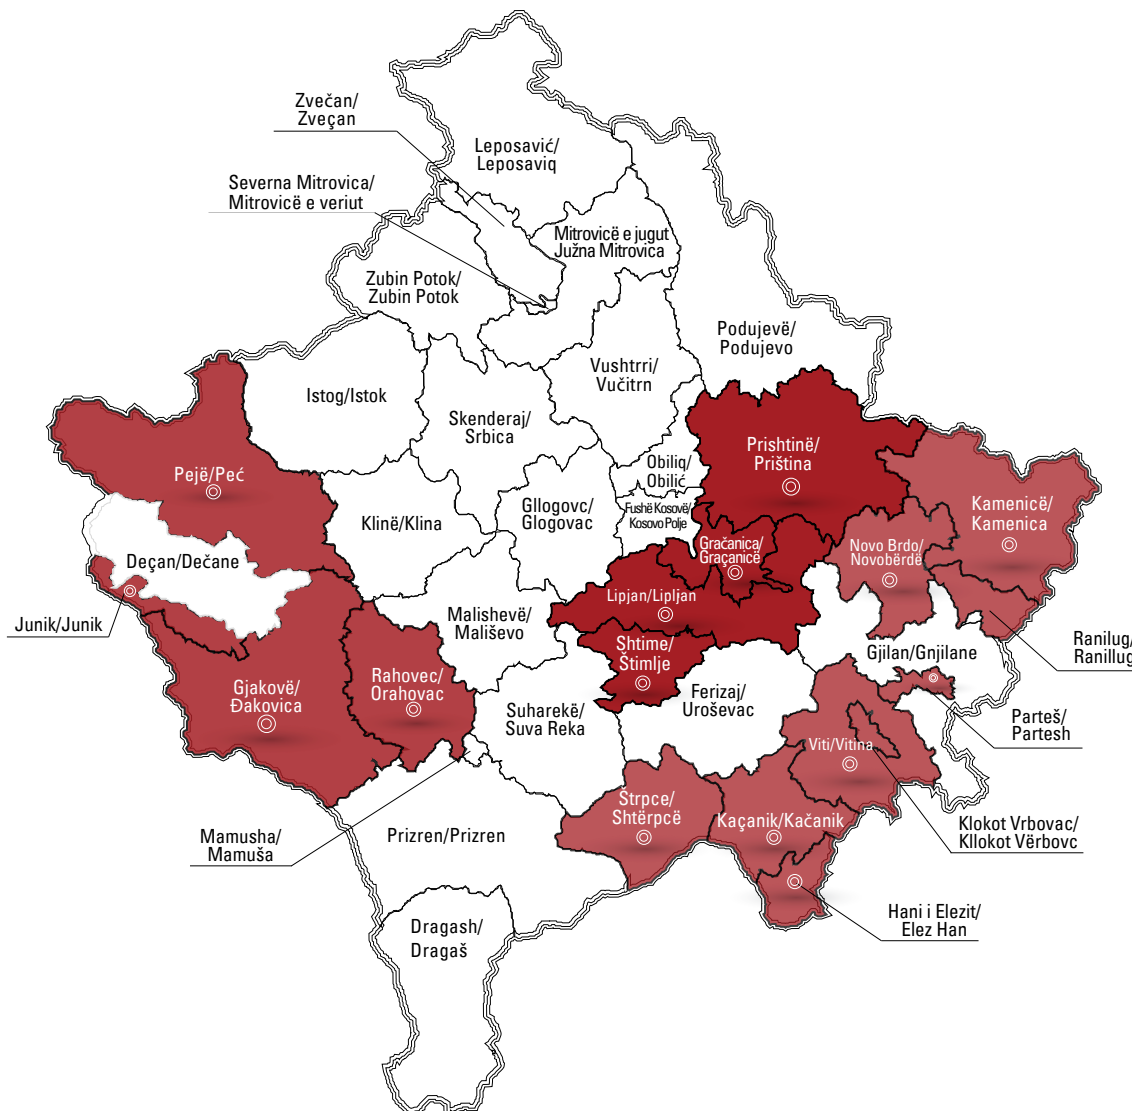 Zvečan/
Zveçan
Leposavić/
Leposaviq
Severna Mitrovica/
Mitrovicë e veriut
Mitrovicë e jugut
Južna Mitrovica
Zubin Potok/
Zubin Potok
Podujevë/
Podujevo
Vushtrri/
Vučitrn
Istog/Istok
Skenderaj/
Srbica
Prishtinë/
Priština
Obiliq/
Obilić
Pejë/Peć
Klinë/Klina
Gllogovc/
Glogovac
Fushë Kosovë/
Kosovo Polje
Kamenicë/
Kamenica
Gračanica/
Graçanicë
Novo Brdo/
Novobërdë
Deçan/Dečane
Lipjan/Lipljan
Junik/Junik
Malishevë/
Mališevo
Shtime/
Štimlje
Gjilan/Gnjilane
Ranilug/
Ranillug
Rahovec/
Orahovac
Gjakovë/
Đakovica
Ferizaj/
Uroševac
Suharekë/
Suva Reka
Parteš/
Partesh
Viti/Vitina
Štrpce/
Shtërpcë
Kaçanik/Kačanik
Klokot Vrbovac/
Kllokot Vërbovc
Mamusha/
Mamuša
Prizren/Prizren
Hani i Elezit/
Elez Han
Dragash/
Dragaš